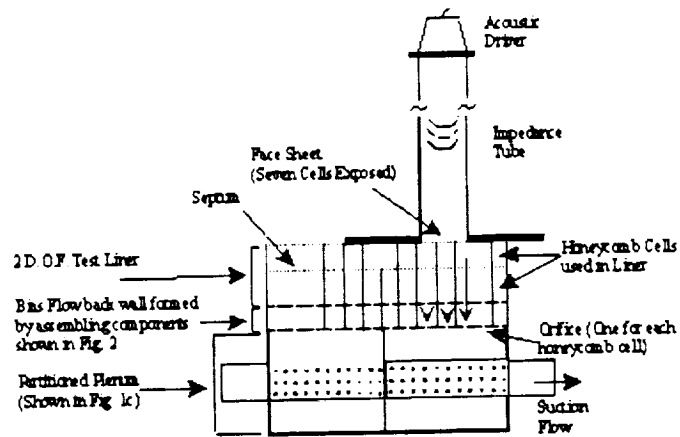 Acoustic
Driver
Impedance
Tube
Face Sheet
(Seven Cells Exposed)
Septum
2 D.O.F Test Liner
Honeycomb Cells
used in Liner
Bias Flow back wall formed
by assembling components
shown in Fig. 2
Orifice (One for each
honeycomb cell)
Partitioned Plenum
(Shown in Fig. 1c)
Suction
Flow